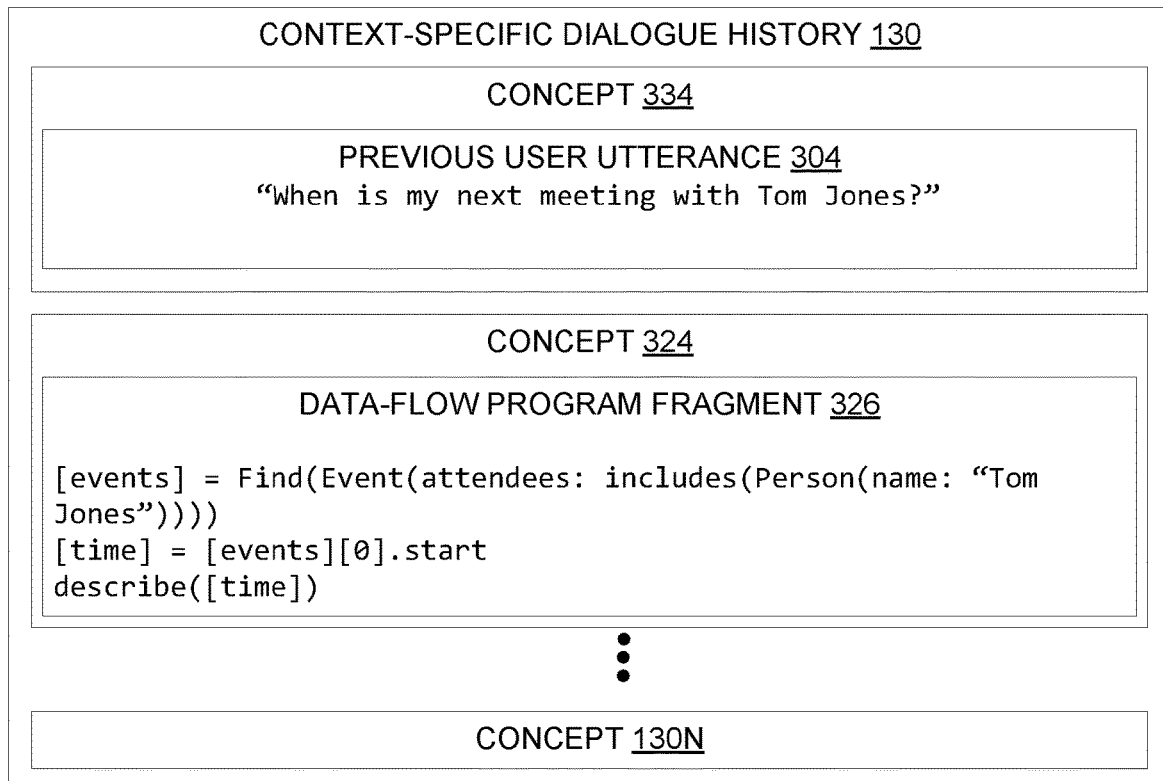 CONTEXT-SPECIFIC DIALOGUE HISTORY 130
CONCEPT 334
PREVIOUS USER UTTERANCE 304
“When is my next meeting with Tom Jones?”
CONCEPT 324
DATA-FLOW PROGRAM FRAGMENT 326
[events] = Find(Event(attendees: includes(Person(name: “Tom
Jones”))))
[time] = [events][0].start
describe([time])
CONCEPT 130N